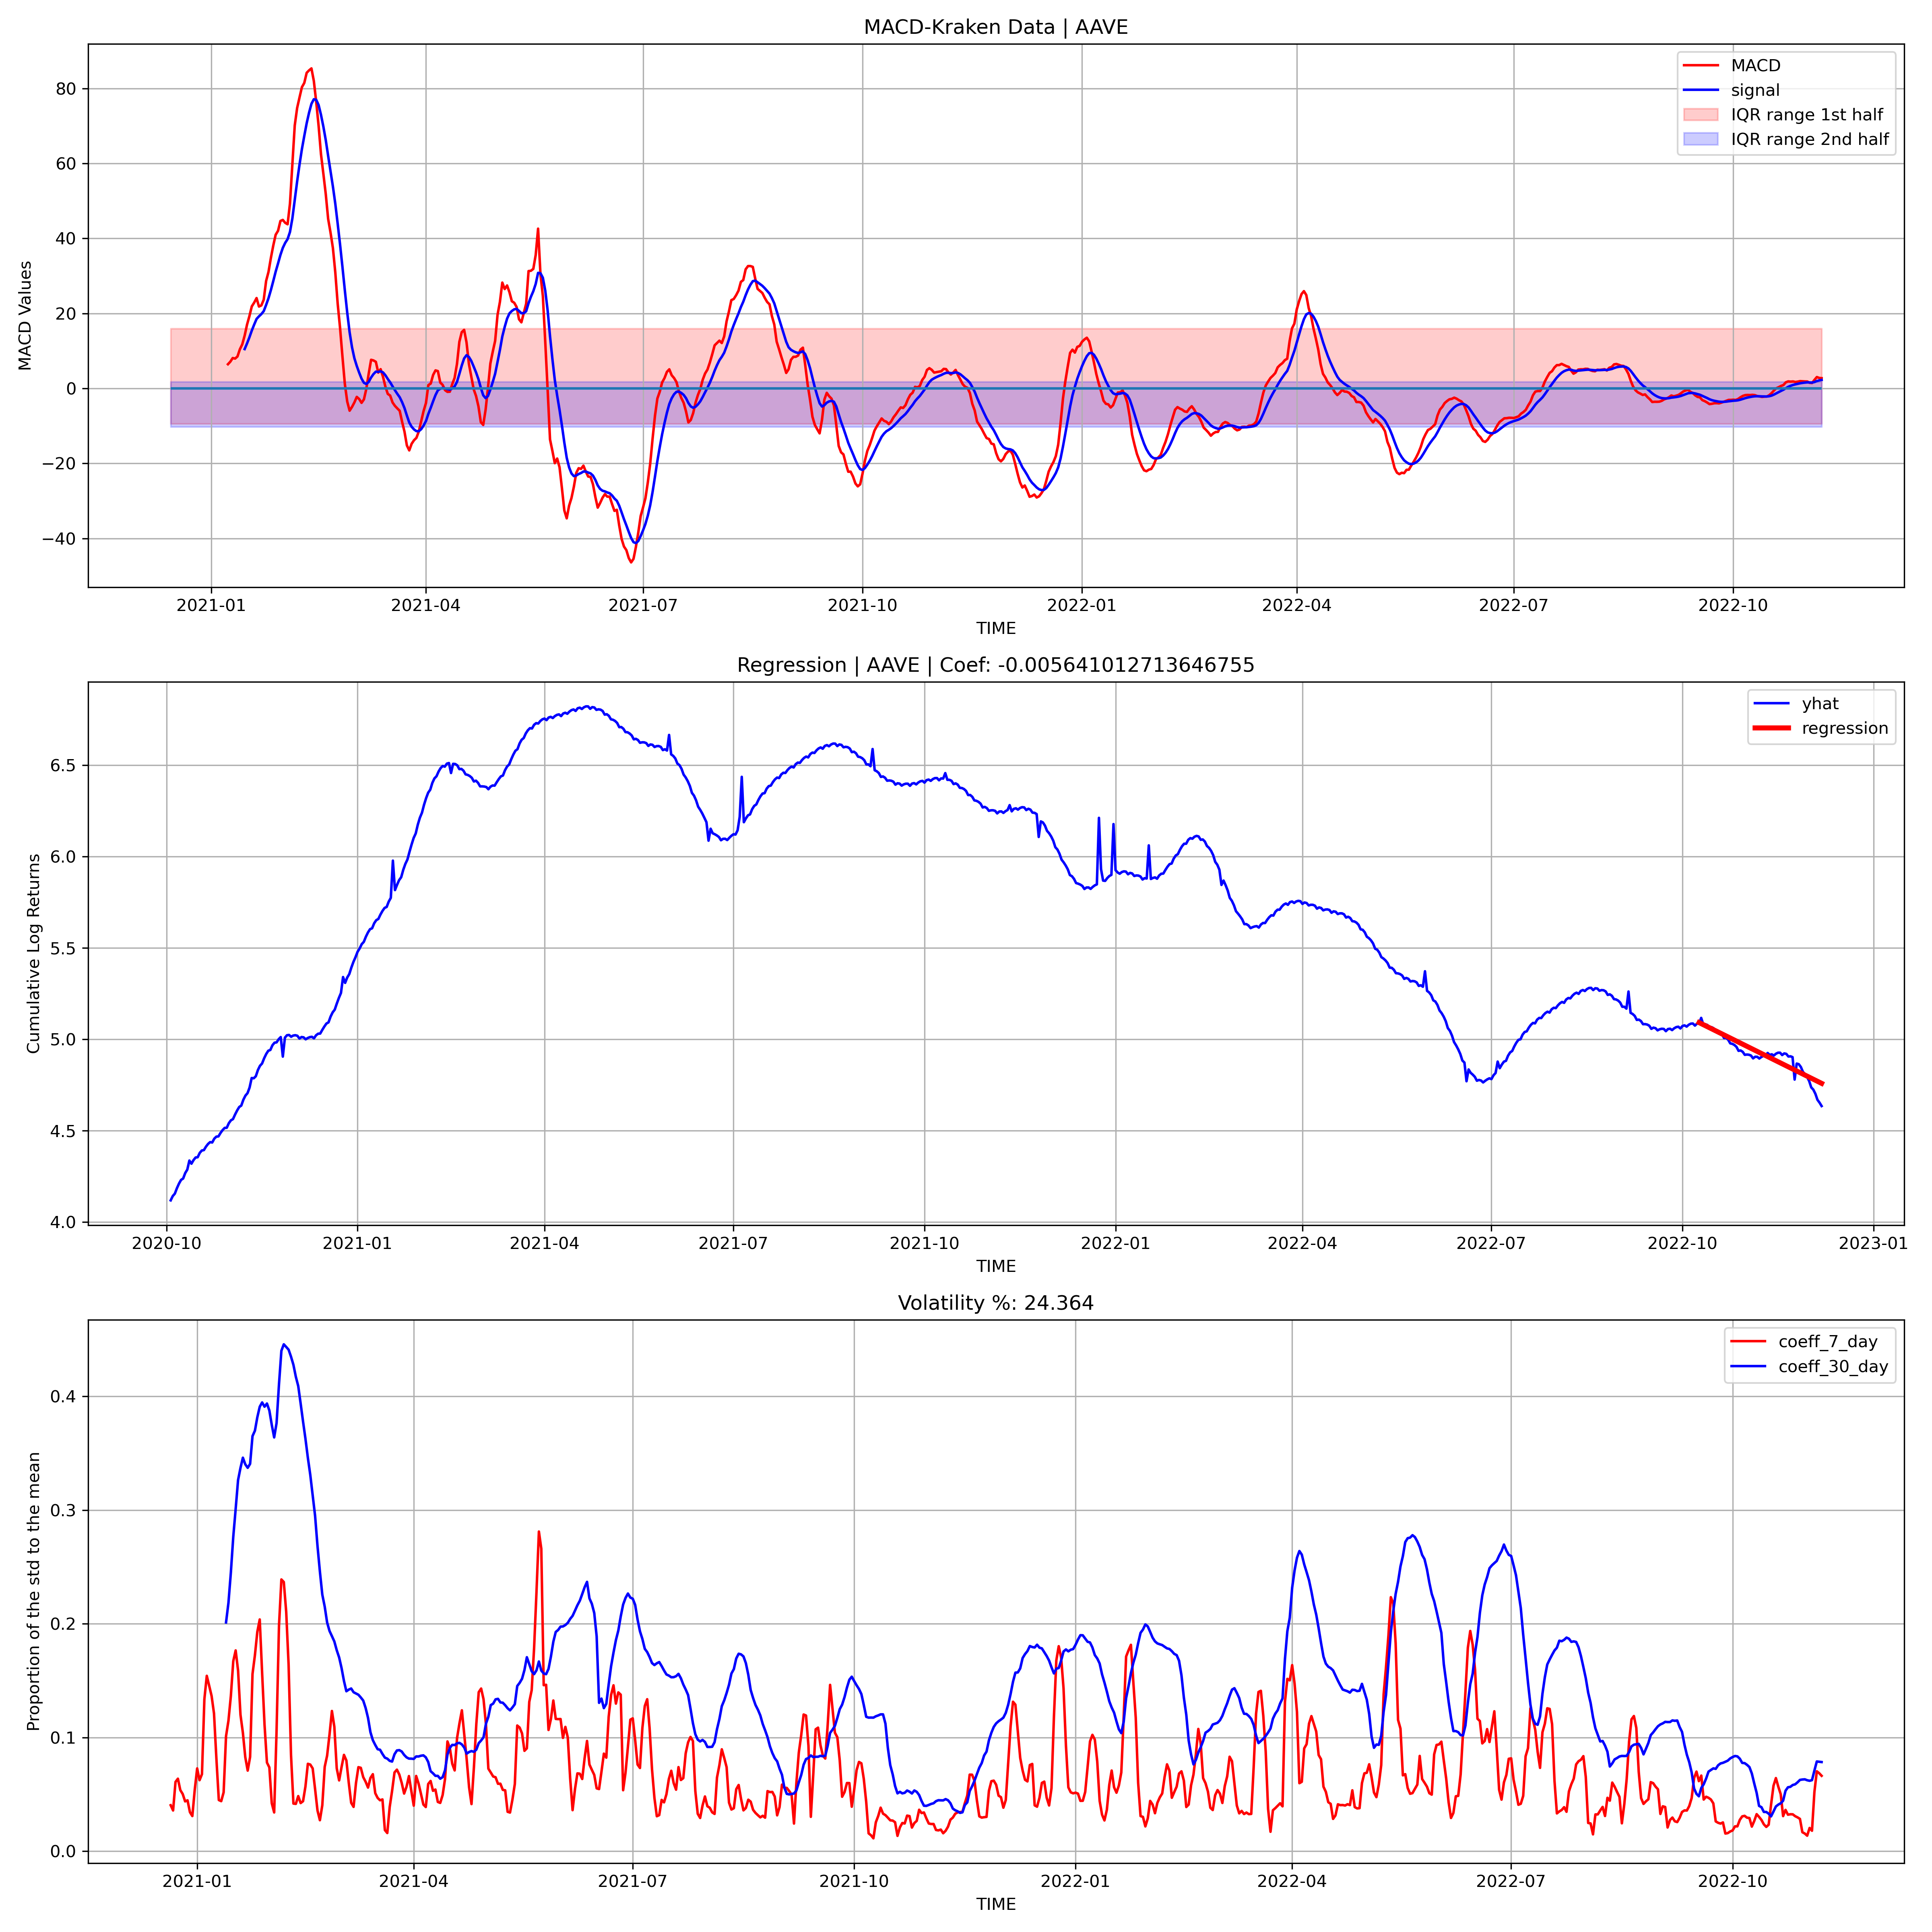 MACD-Kraken Data | AAVE
MACD
signal
IQR range 1st half
IQR range 2nd half
80
60
40
20
0
−20
−40
MACD Values
2021-01 2021-04 2021-07 2021-10 2022-01 2022-04 2022-07 2022-10
TIME
Regression | AAVE | Coef: -0.005641012713646755
yhat
regression
6.5
6.0
5.5
5.0
4.5
4.0
Cumulative Log Returns
2020-10 2021-01 2021-04 2021-07 2021-10 2022-01 2022-04 2022-07 2022-10 2023-01
TIME
Volatility %: 24.364
coeff_7_day
coeff_30_day
0.4
0.3
0.2
0.1
0.0
Proportion of the std to the mean
2021-01 2021-04 2021-07 2021-10 2022-01 2022-04 2022-07 2022-10
TIME